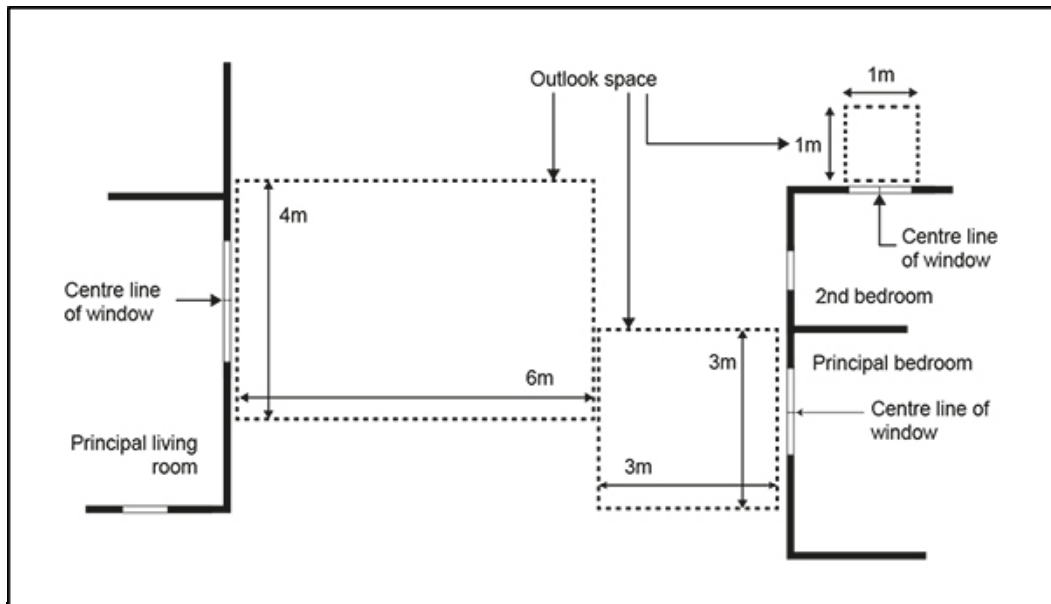 Outlook space
1m
1m
4m
Centre line
of window
Centre line
of window
2nd bedroom
3m
Principal bedroom
6m
Centre line of
window
Principal living
room
3m